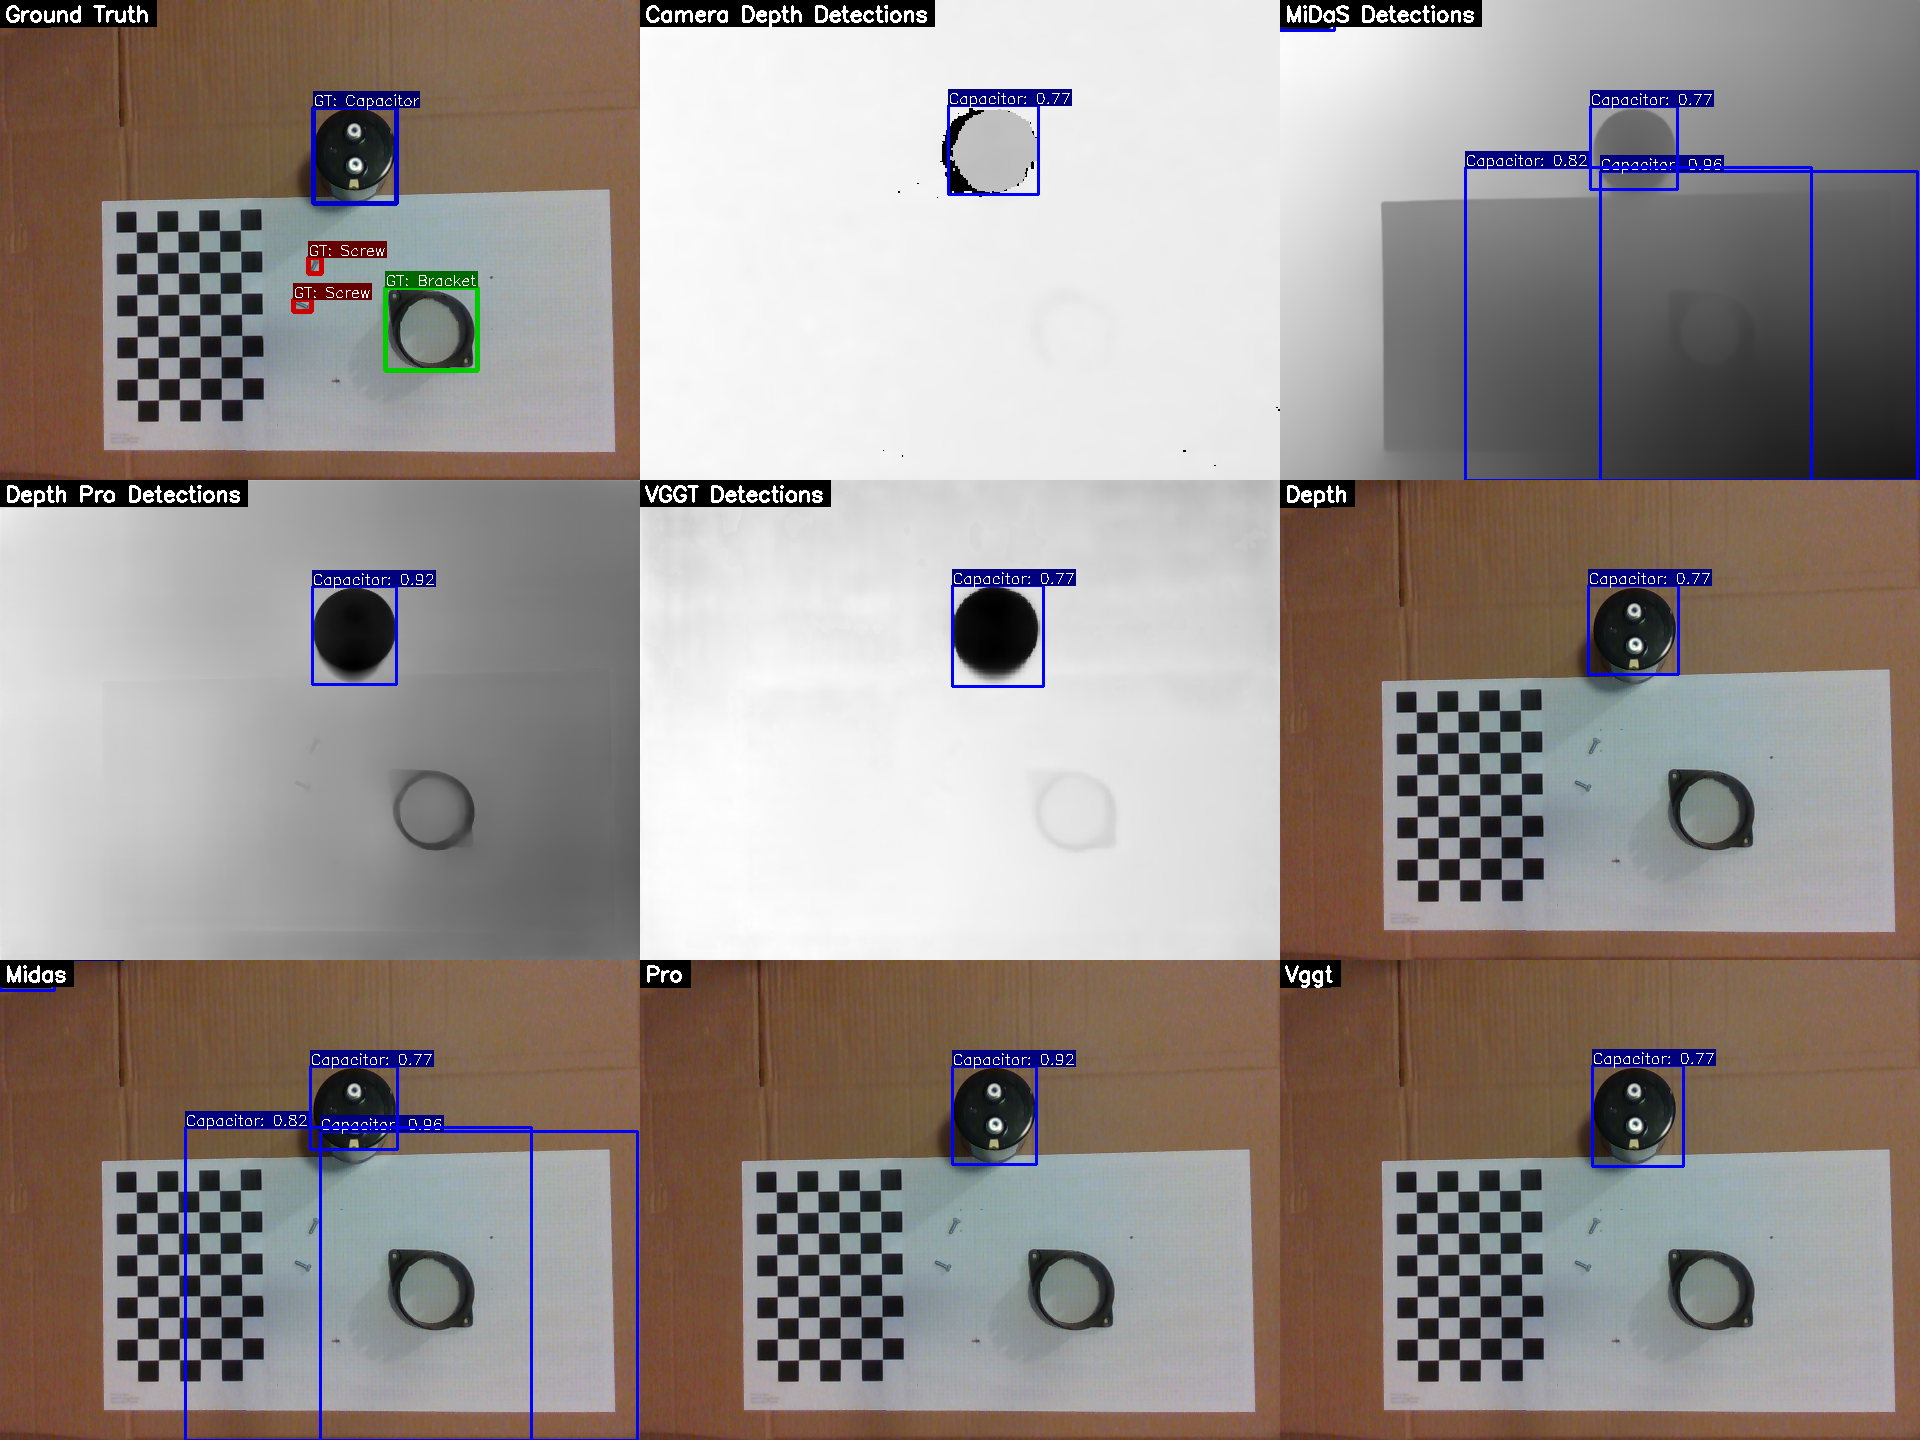 Ground Truth
GT: Capacitor
GT: Screw
GT: Screw
GT: Bracket
Camera Depth Detections
Capacitor: 0.77
MiDaS Detections
Capacitor: 0.77
Capacitor: 0.82
Capacitor: 0.96
Depth Pro Detections
Capacitor: 0.92
VGGT Detections
Capacitor: 0.77
Depth
Capacitor: 0.77
Midas
Capacitor: 0.77
Capacitor: 0.82
Capacitor: 0.96
Pro
Capacitor: 0.92
Vggt
Capacitor: 0.77